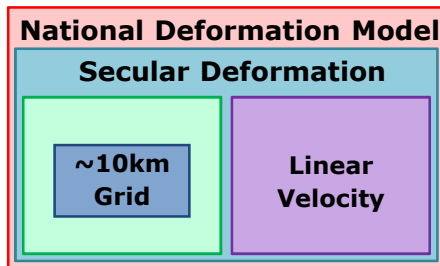 National Deformation Model
Secular Deformation
~10km
Grid
Linear
Velocity